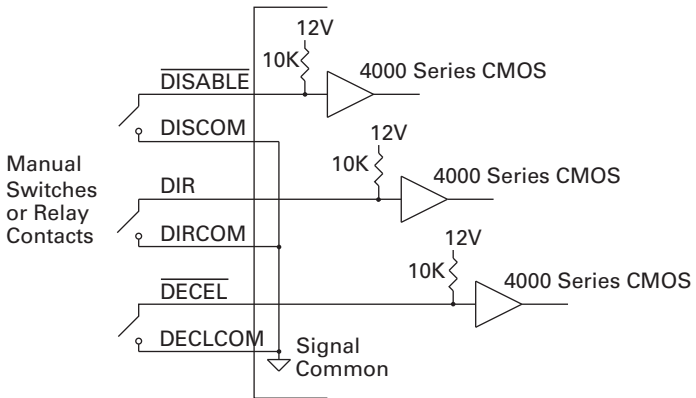 12V
10K
4000 Series CMOS
DISABLE
DISCOM
12V
10K
4000 Series CMOS
Manual
Switches
or Relay
Contacts
DIR
DIRCOM
12V
10K
4000 Series CMOS
DECEL
DECLCOM
Signal
Common